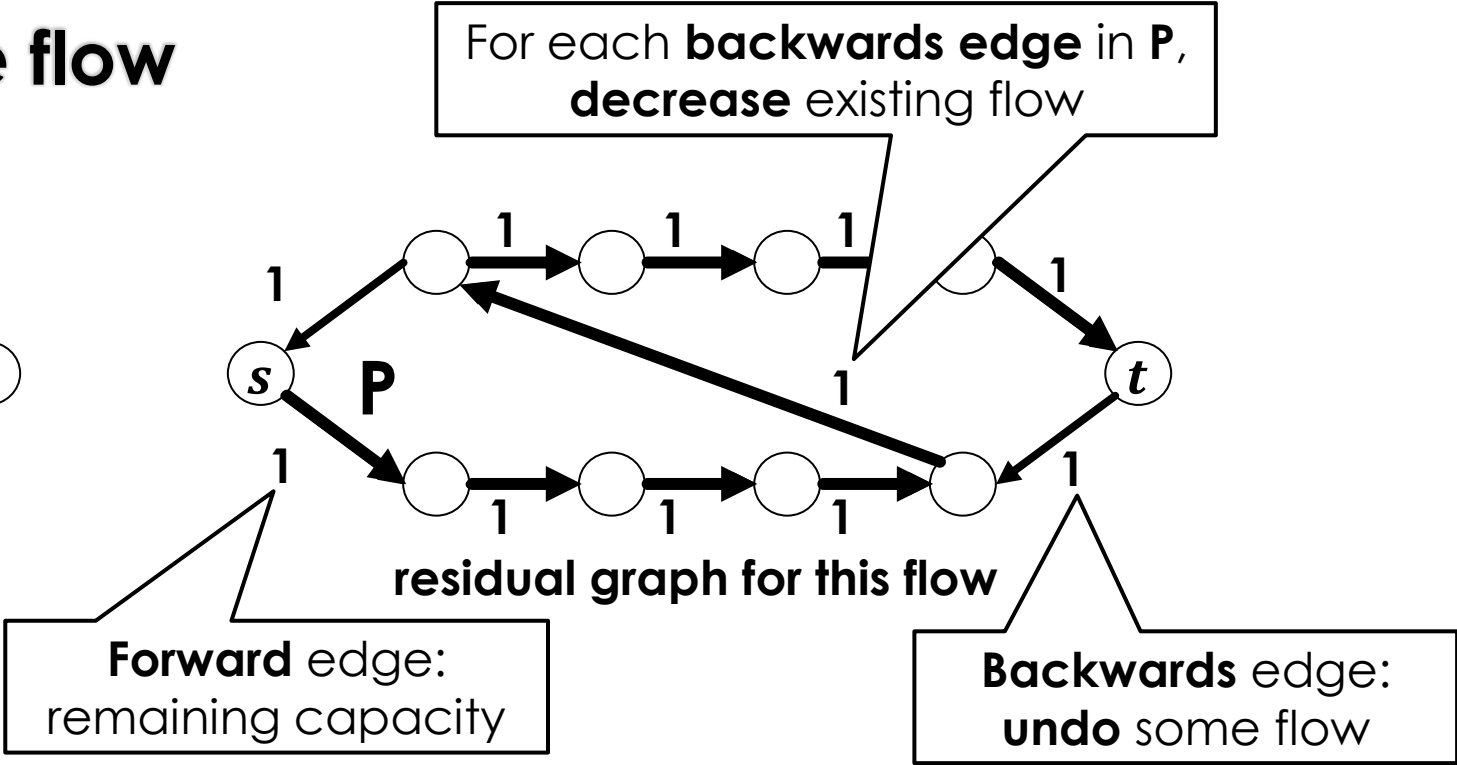 flow
For each backwards edge in P,
decrease existing flow
1 1 1
1 1
s P 1 t
1 1
1 1 1
residual graph for this flow
Forward edge:
remaining capacity
Backwards edge:
undo some flow